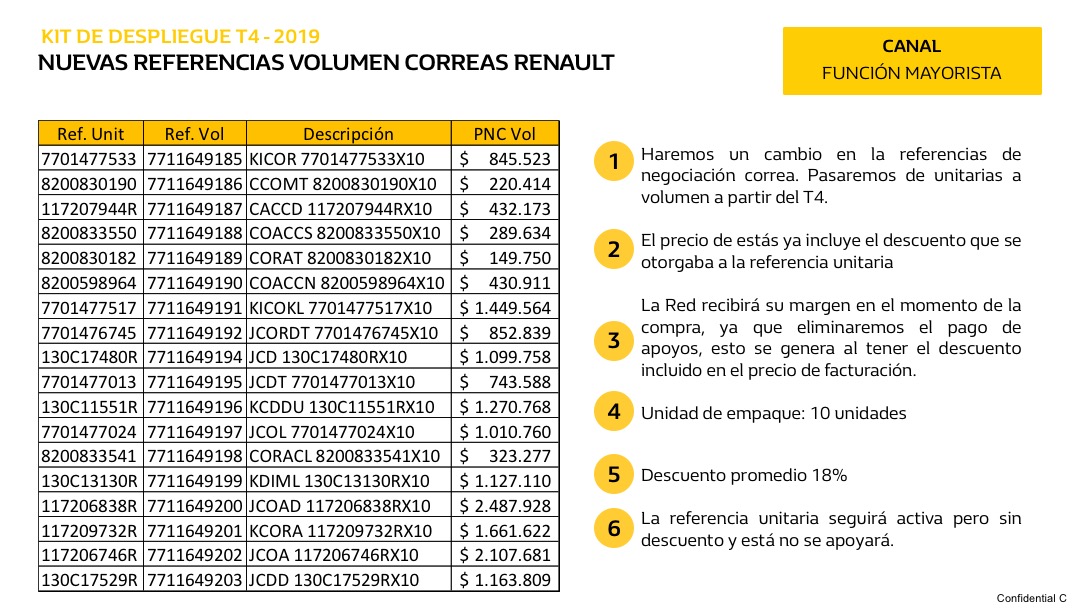 KIT DE DESPLIEGUE T4 - 2019
NUEVAS REFERENCIAS VOLUMEN CORREAS RENAULT
CANAL
FUNCIÓN MAYORISTA
Ref. Unit Ref. Vol Descripción PNC Vol
7701477533 7711649185 KICOR 7701477533X10 $ 845.523
8200830190 7711649186 CCOMT 8200830190X10 $ 220.414
117207944R 7711649187 CACCD 117207944RX10 $ 432.173
8200833550 7711649188 COACCS 8200833550X10 $ 289.634
8200830182 7711649189 CORAT 8200830182X10 $ 149.750
8200598964 7711649190 COACCN 8200598964X10 $ 430.911
7701477517 7711649191 KICOKL 7701477517X10 $ 1.449.564
7701476745 7711649192 JCORDT 7701476745X10 $ 852.839
130C17480R 7711649194 JCD 130C17480RX10 $ 1.099.758
7701477013 7711649195 JCDT 7701477013X10 $ 743.588
130C11551R 7711649196 KCDDU 130C11551RX10 $ 1.270.768
7701477024 7711649197 JCOL 7701477024X10 $ 1.010.760
8200833541 7711649198 CORACL 8200833541X10 $ 323.277
130C13130R 7711649199 KDIML 130C13130RX10 $ 1.127.110
117206838R 7711649200 JCOAD 117206838RX10 $ 2.487.928
117209732R 7711649201 KCORA 117209732RX10 $ 1.661.622
117206746R 7711649202 JCOA 117206746RX10 $ 2.107.681
130C17529R 7711649203 JCDD 130C17529RX10 $ 1.163.809
1 Haremos un cambio en la referencias de
negociación correa. Pasaremos de unitarias a
volumen a partir del T4.
2 El precio de estás ya incluye el descuento que se
otorgaba a la referencia unitaria
3 La Red recibirá su margen en el momento de la
compra, ya que eliminaremos el pago de
apoyos, esto se genera al tener el descuento
incluido en el precio de facturación.
4 Unidad de empaque: 10 unidades
5 Descuento promedio 18%
6 La referencia unitaria seguirá activa pero sin
descuento y está no se apoyará.
Confidential C